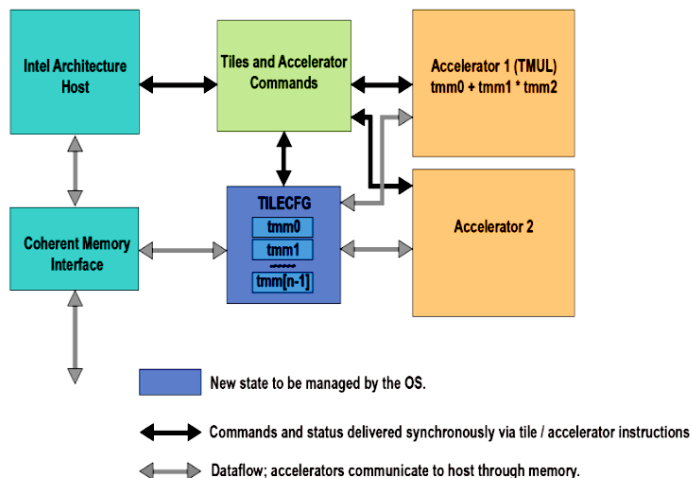 Intel Architecture
Host
Tiles and Accelerator
Commands
Accelerator 1 (TMUL)
tmm0 + tmm1 * tmm2
Coherent Memory
Interface
TILECFG
tmm0
tmm1
~~~~~
tmm[n-1]
Accelerator 2
New state to be managed by the OS.
Commands and status delivered synchronously via tile / accelerator instructions
Dataflow; accelerators communicate to host through memory.